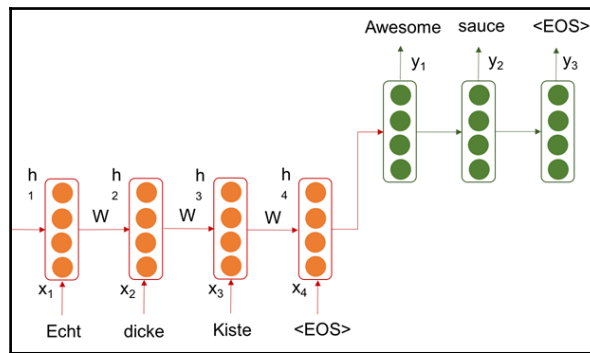 Awesome sauce <EOS>
y₁ y₂ y₃
h h h h
1 2 3 4
W W W
x₁ x₂ x₃ x₄
Echt dicke Kiste <EOS>